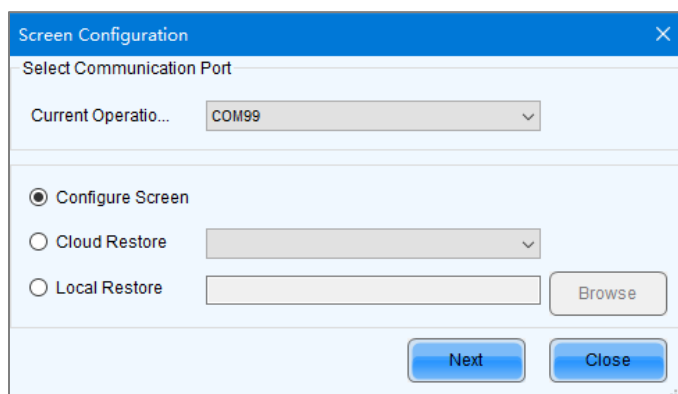 Screen Configuration
Select Communication Port
Current Operatio... COM99
Configure Screen
Cloud Restore
Local Restore Browse
Next Close